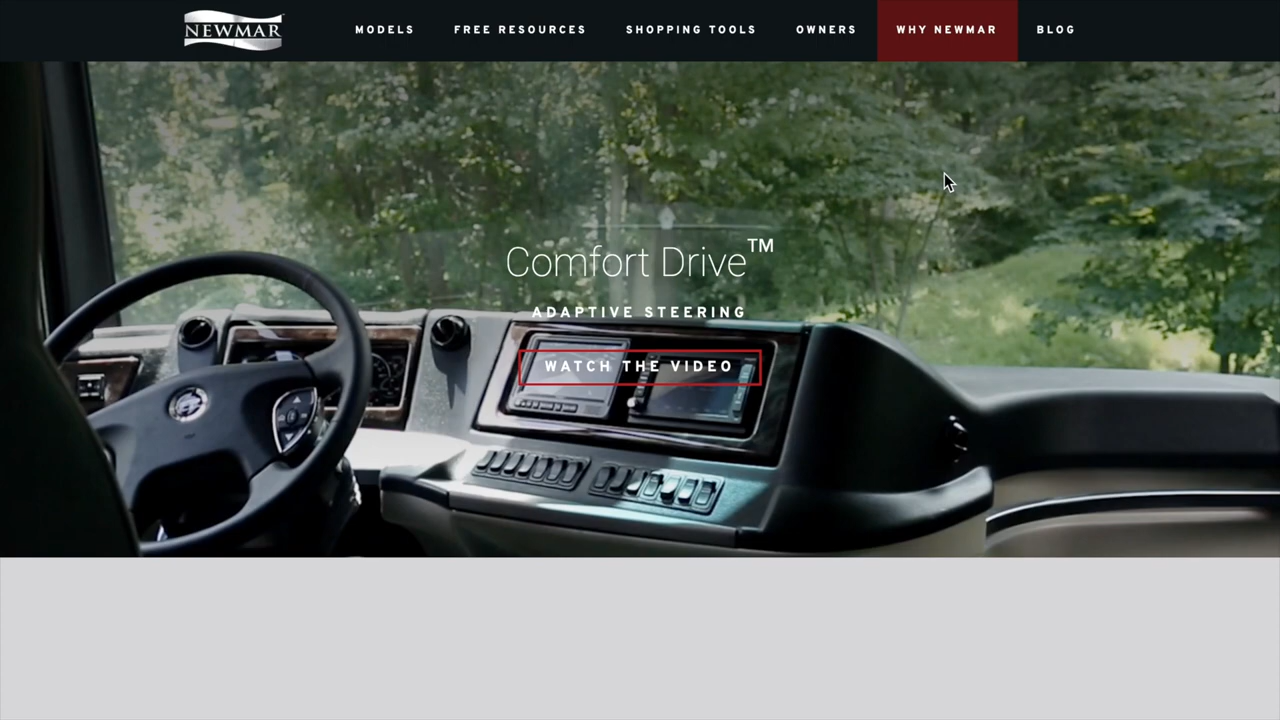 NEWMAR
MODELS
FREE RESOURCES
SHOPPING TOOLS
OWNERS
WHY NEWMAR
BLOG
Comfort Drive™
ADAPTIVE STEERING
WATCH THE VIDEO